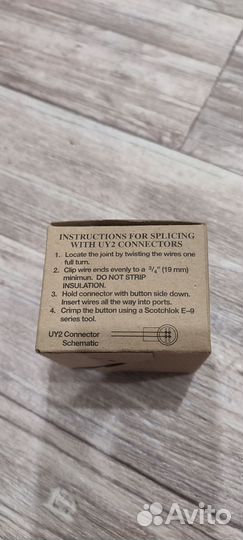 INSTRUCTIONS FOR SPLICING
WITH UY2 CONNECTORS
1. Locate the joint by twisting the wires one
full turn.
2. Clip wire ends evenly to a 3/4" (19 mm)
minimun. DO NOT STRIP
INSULATION.
3. Hold connector with button side down.
Insert wires all the way into ports.
4. Crimp the button using a Scotchlok E–9
series tool.
UY2 Connector
Schematic
Avito